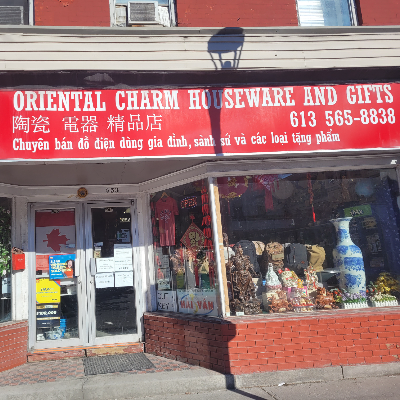 ORIENTAL CHARM HOUSEWARE AND GIFTS
陶瓷 電器 精品店
613 565-8838
Chuyên bán đồ điện dùng gia đình, sành sứ và các loại tặng phẩm